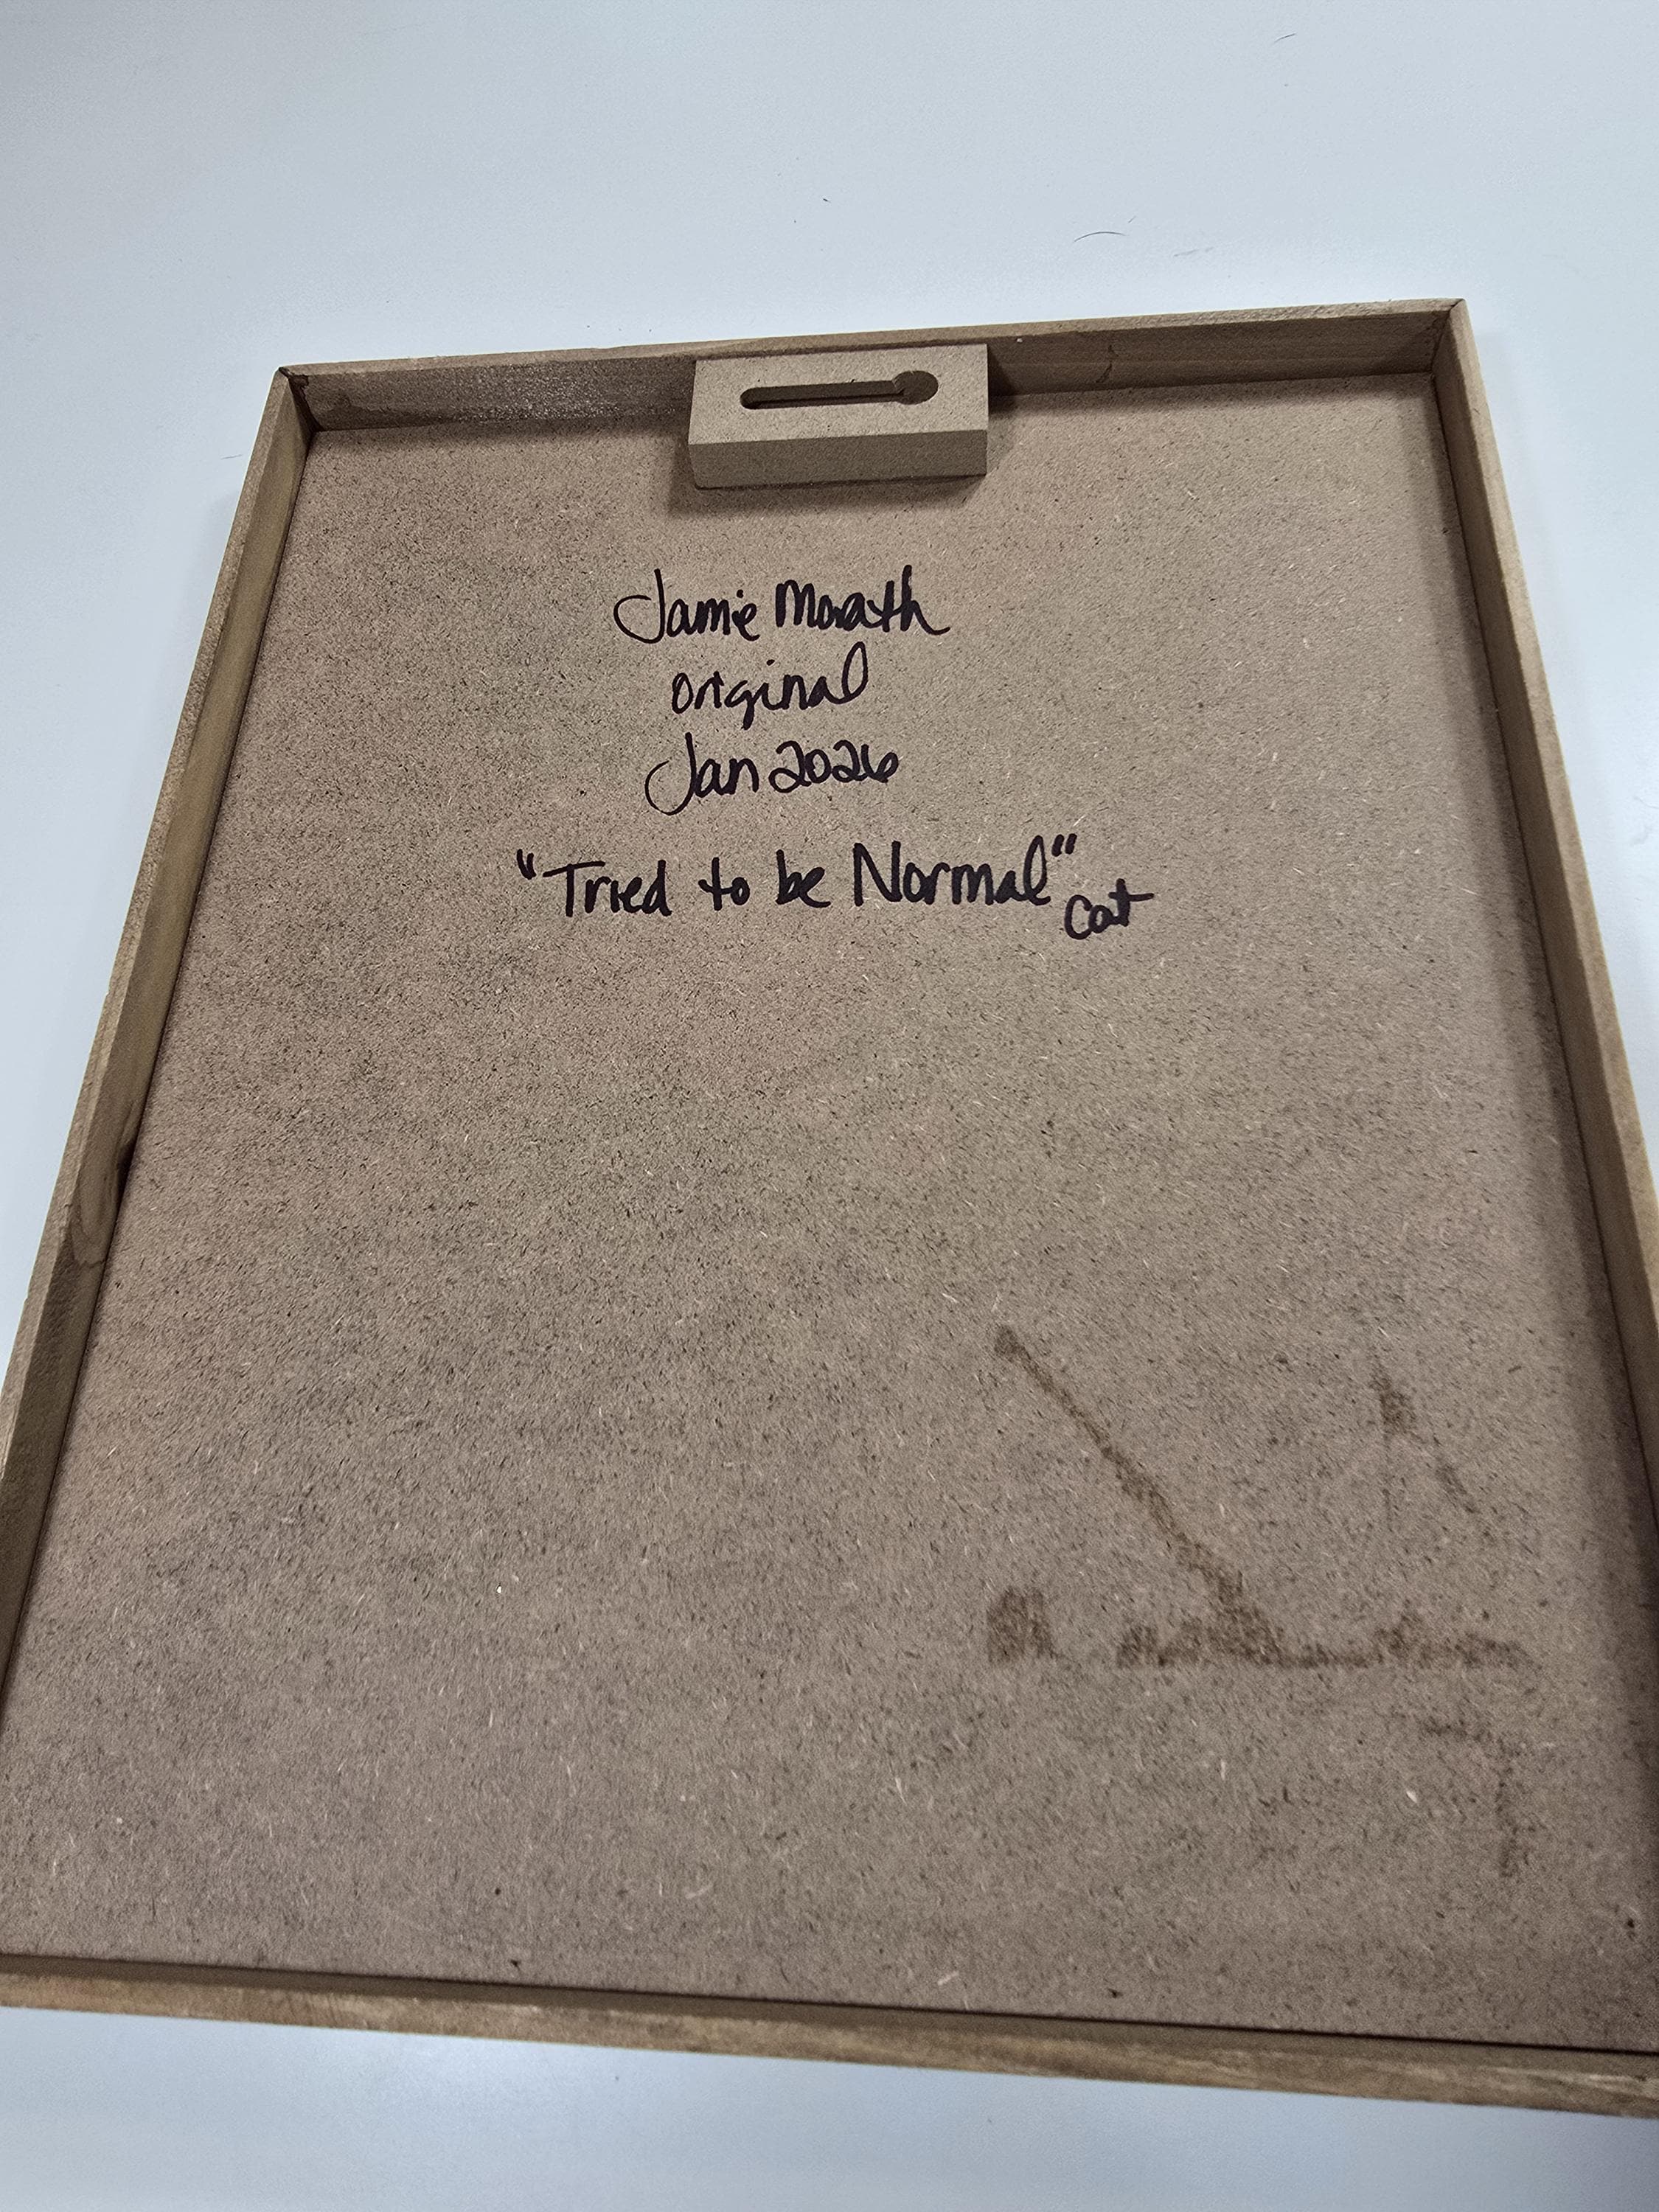 Jamie Morath
original
Jan 2026
"Tried to be Normal"
cat